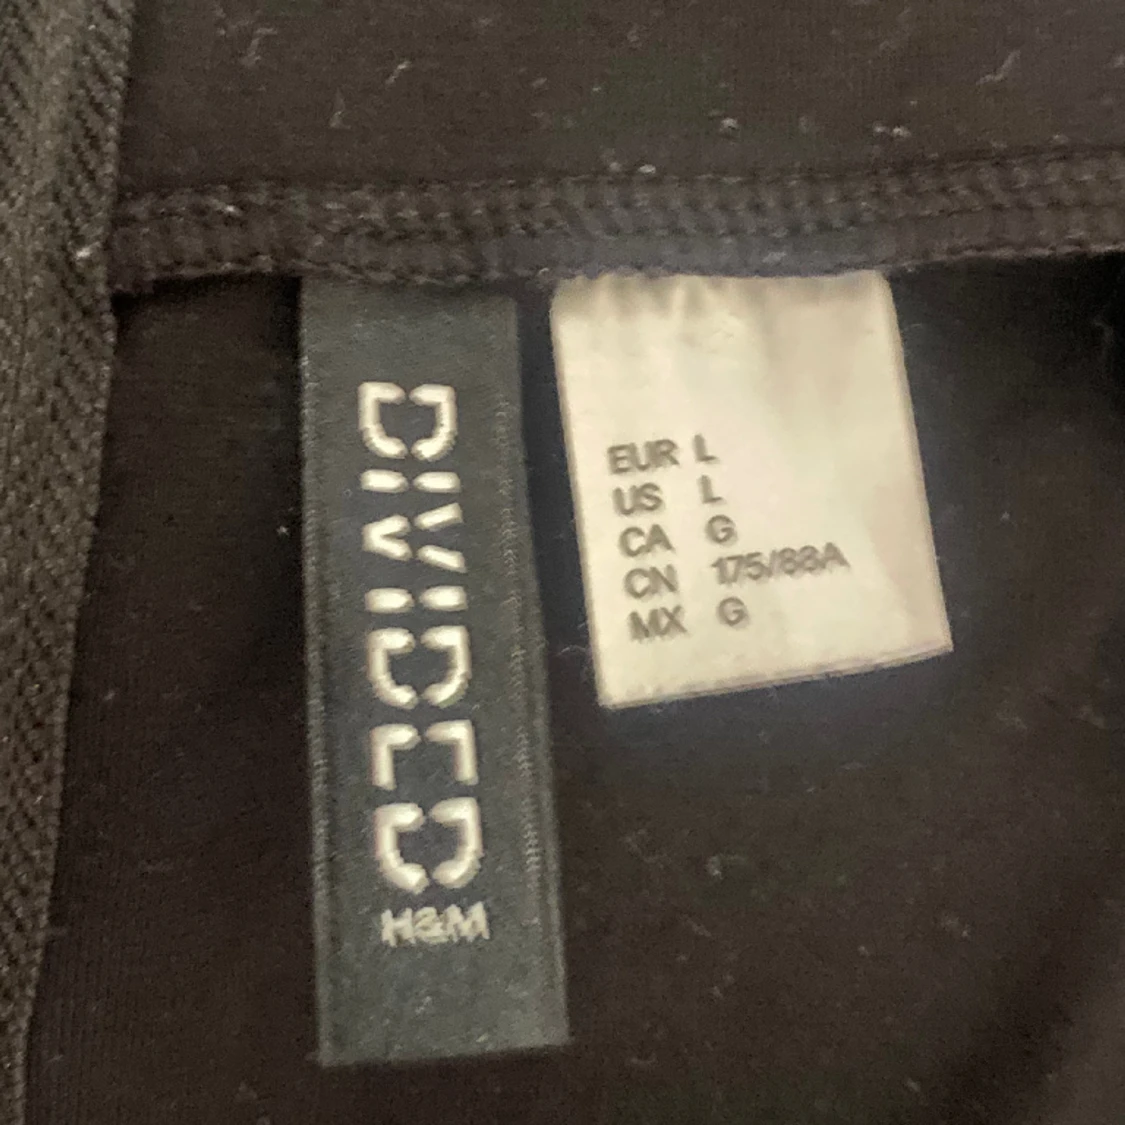 DIVIDED
H&M
EUR L
US L
CA G
CN 175/88A
MX G